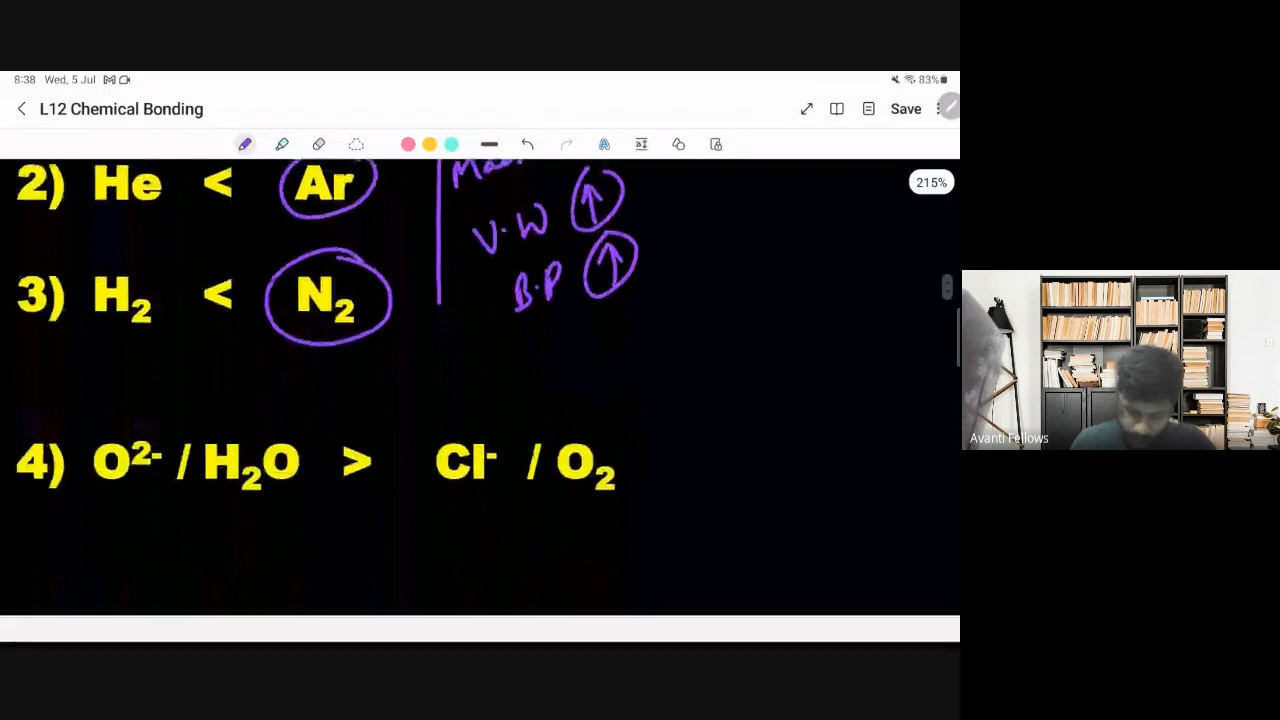 8:38 Wed, 5 Jul
83%
L12 Chemical Bonding
Save
215%
2) He < Ar
V.W ↑
B.P ↑
3) H₂ < N₂
4) O²⁻ / H₂O > Cl⁻ / O₂
Avanti Fellows